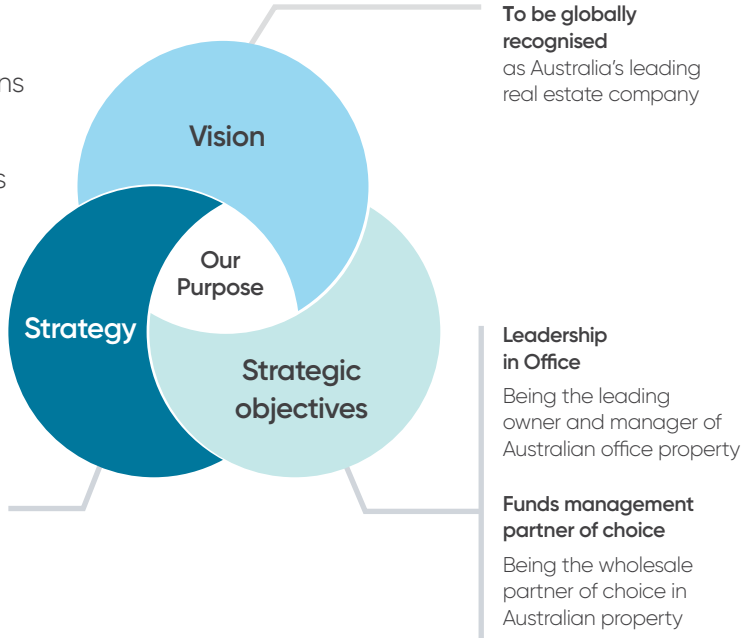 To be globally
recognised
as Australia's leading
real estate company
Vision
Our
Purpose
Strategy
Strategic
objectives
Leadership
in Office
Being the leading
owner and manager of
Australian office property
Funds management
partner of choice
Being the wholesale
partner of choice in
Australian property